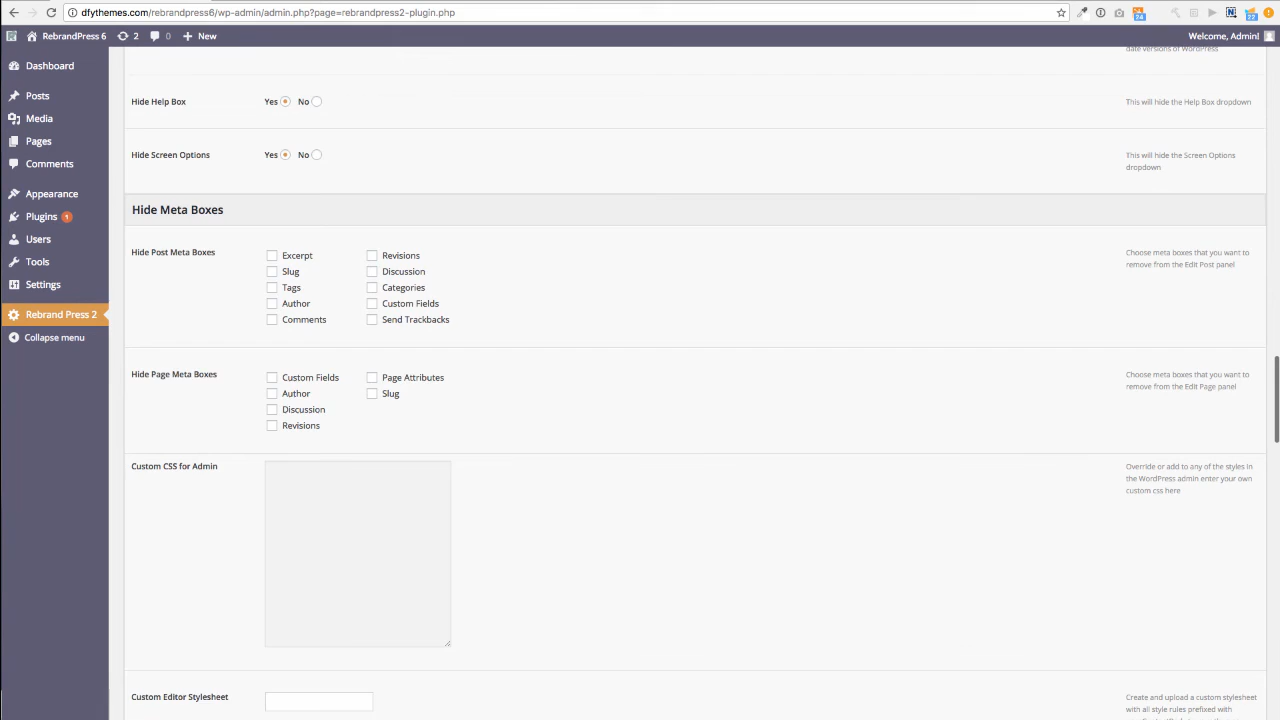 dfythemes.com/rebrandpress6/wp-admin/admin.php?page=rebrandpress2-plugin.php
24
22
RebrandPress 6
2
0
New
Welcome, Admin!
Dashboard
Posts
Media
Pages
Comments
Appearance
Plugins 1
Users
Tools
Settings
Rebrand Press 2
Collapse menu
date versions of WordPress
Hide Help Box
Yes No
This will hide the Help Box dropdown
Hide Screen Options
Yes No
This will hide the Screen Options
dropdown
Hide Meta Boxes
Hide Post Meta Boxes
Excerpt
Slug
Tags
Author
Comments
Revisions
Discussion
Categories
Custom Fields
Send Trackbacks
Choose meta boxes that you want to
remove from the Edit Post panel
Hide Page Meta Boxes
Custom Fields
Author
Discussion
Revisions
Page Attributes
Slug
Choose meta boxes that you want to
remove from the Edit Page panel
Custom CSS for Admin
Override or add to any of the styles in
the WordPress admin enter your own
custom css here
Custom Editor Stylesheet
Create and upload a custom stylesheet
with all style rules prefixed with